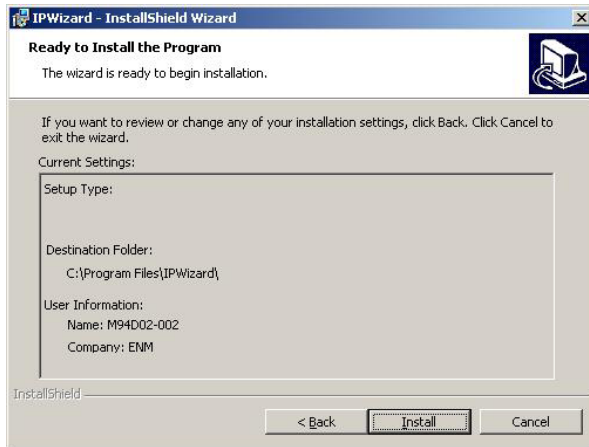 IPWizard - InstallShield Wizard
Ready to Install the Program
The wizard is ready to begin installation.
If you want to review or change any of your installation settings, click Back. Click Cancel to
exit the wizard.
Current Settings:
Setup Type:
Destination Folder:
C:\Program Files\IPWizard\
User Information:
Name: M94D02-002
Company: ENM
InstallShield
< Back
Install
Cancel